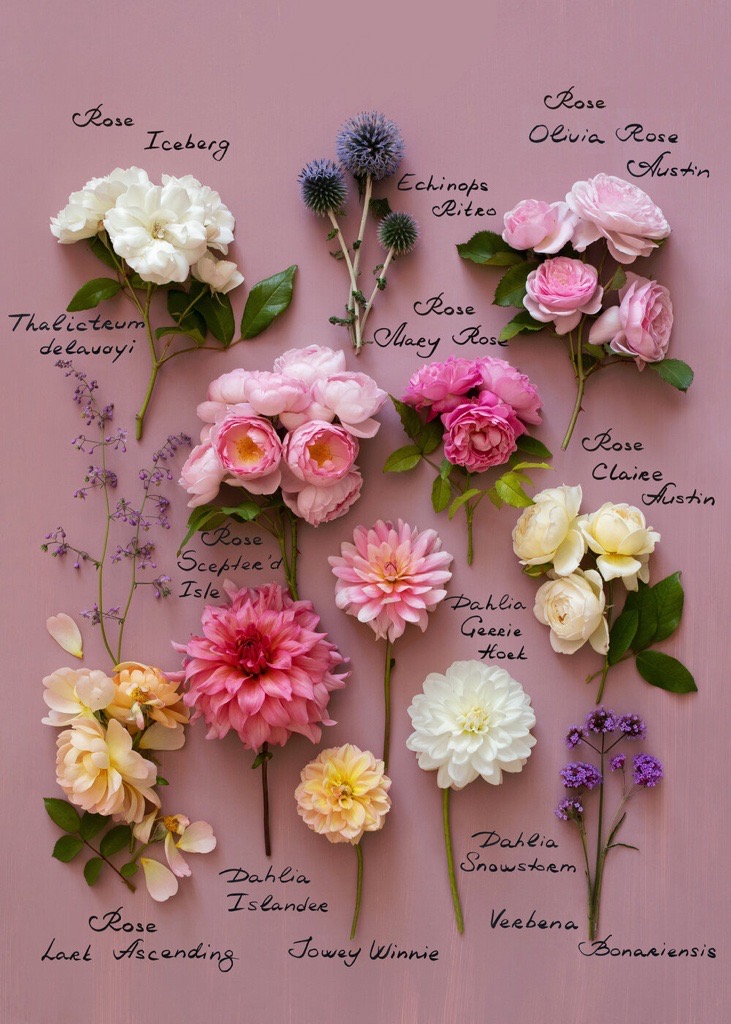 Rose
Iceberg
Echinops
Ritro
Rose
Olivia Rose
Austin
Thalictrum
delavayi
Rose
Mary Rose
Rose
Claire
Austin
Rose
Scepter'd
Isle
Dahlia
Gerrie
Hoek
Dahlia
Snowstorm
Dahlia
Islander
Verbena
Bonariensis
Rose
Lark Ascending
Jowey Winnie